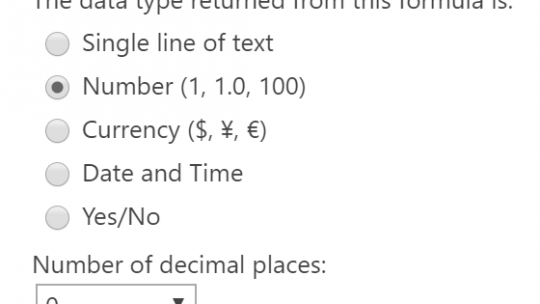 The data type returned from this formula is:
Single line of text
Number (1, 1.0, 100)
Currency ($, ¥, €)
Date and Time
Yes/No
Number of decimal places:
0